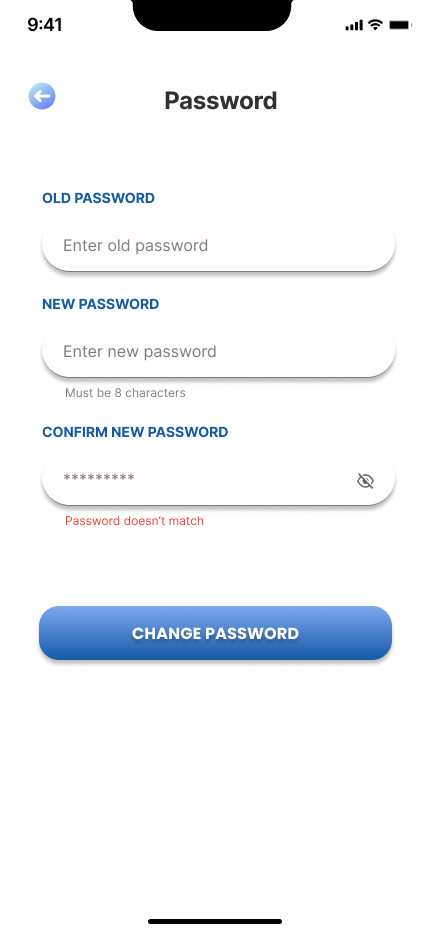 9:41
Password
OLD PASSWORD
Enter old password
NEW PASSWORD
Enter new password
Must be 8 characters
CONFIRM NEW PASSWORD
*********
Password doesn't match
CHANGE PASSWORD